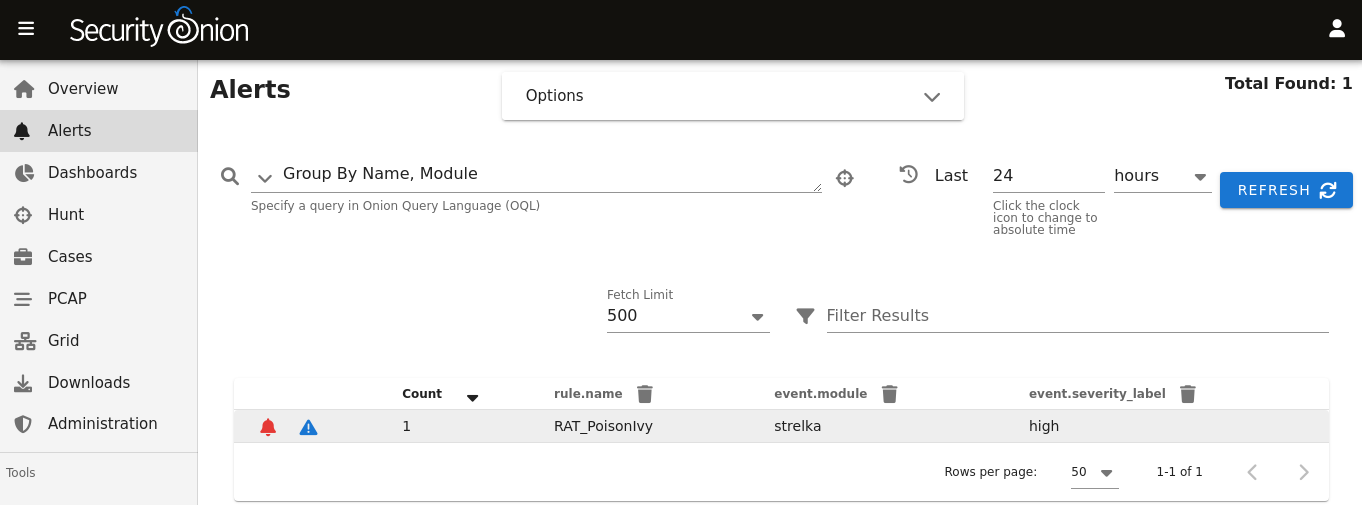 Security Onion
Overview
Alerts
Dashboards
Hunt
Cases
PCAP
Grid
Downloads
Administration
Tools
Alerts
Options
Total Found: 1
Group By Name, Module
Specify a query in Onion Query Language (OQL)
Last 24 hours
Click the clock
icon to change to
absolute time
REFRESH
Fetch Limit
500
Filter Results
Count rule.name event.module event.severity_label
1 RAT_PoisonIvy strelka high
Rows per page: 50 1-1 of 1